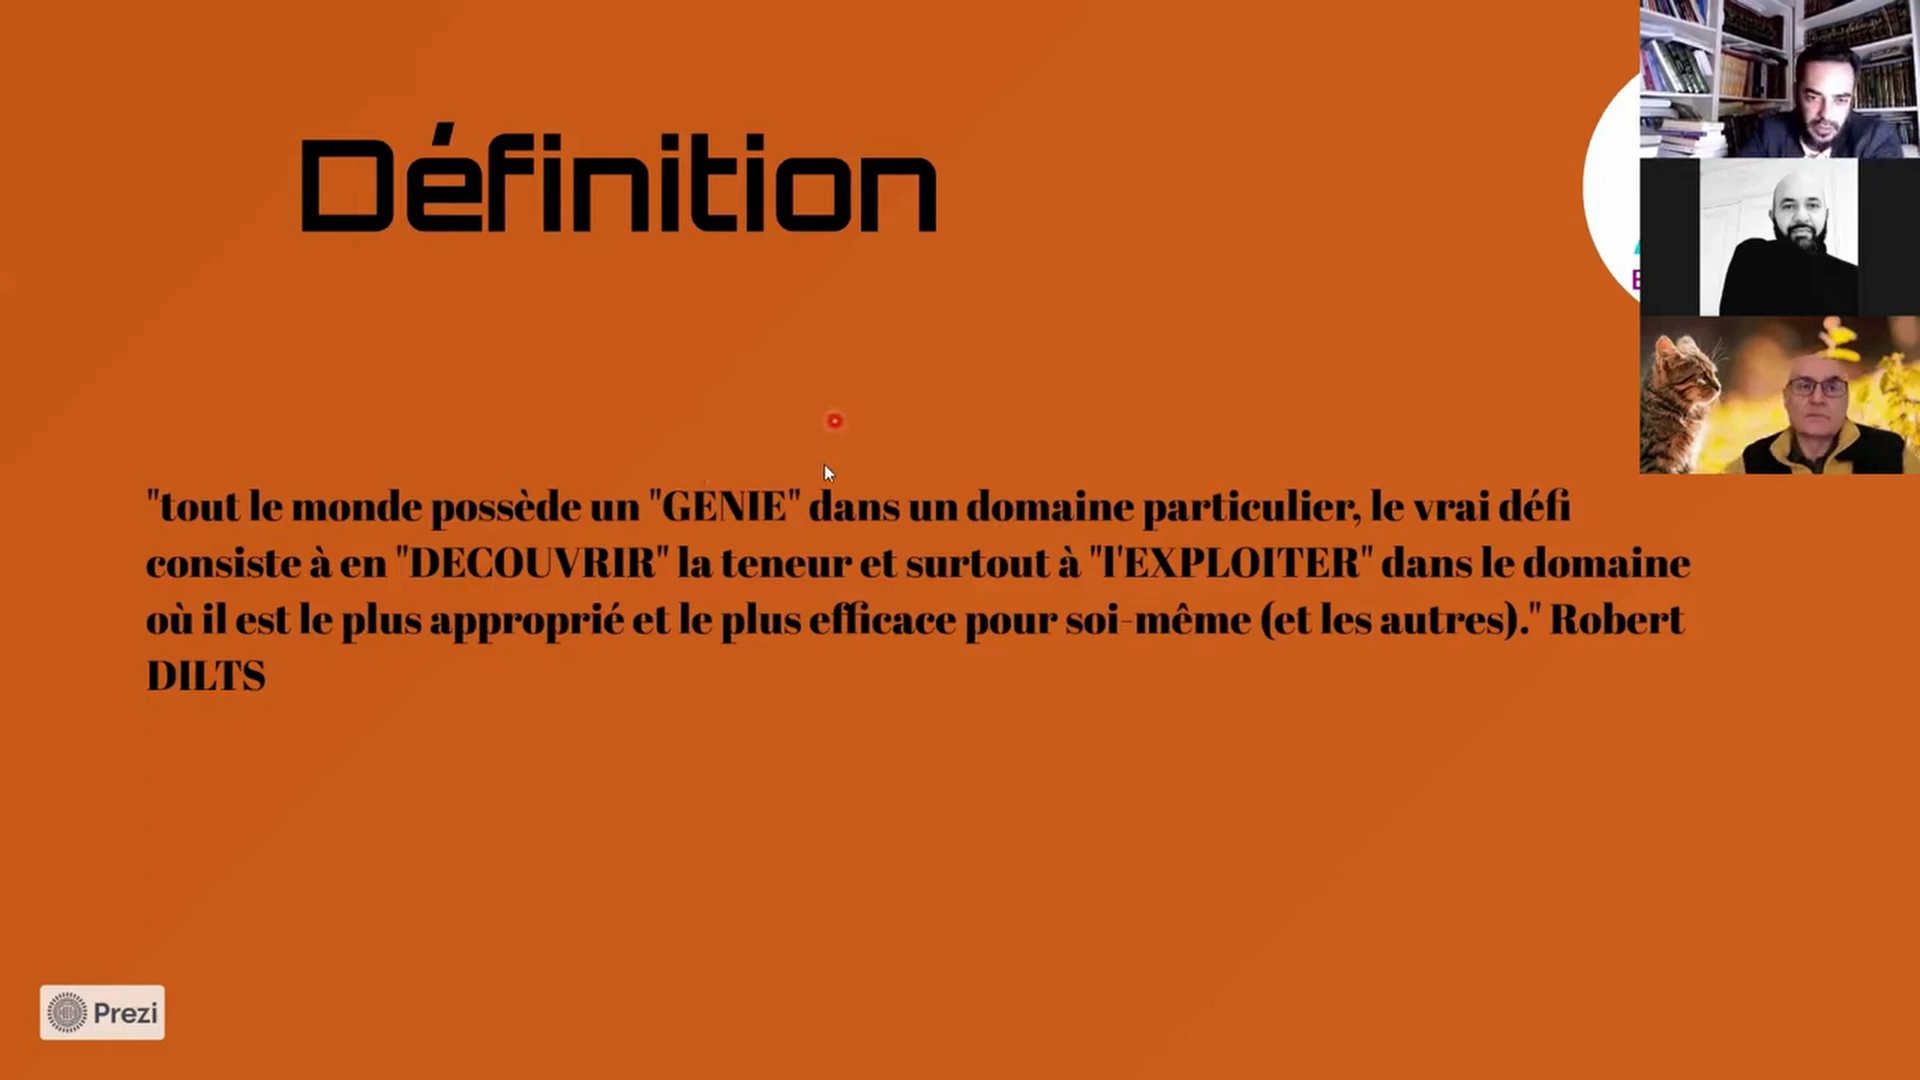 Définition
"tout le monde possède un "GENIE" dans un domaine particulier, le vrai défi
consiste à en "DECOUVRIR" la teneur et surtout à "l'EXPLOITER" dans le domaine
où il est le plus approprié et le plus efficace pour soi-même (et les autres)." Robert
DILTS
Prezi